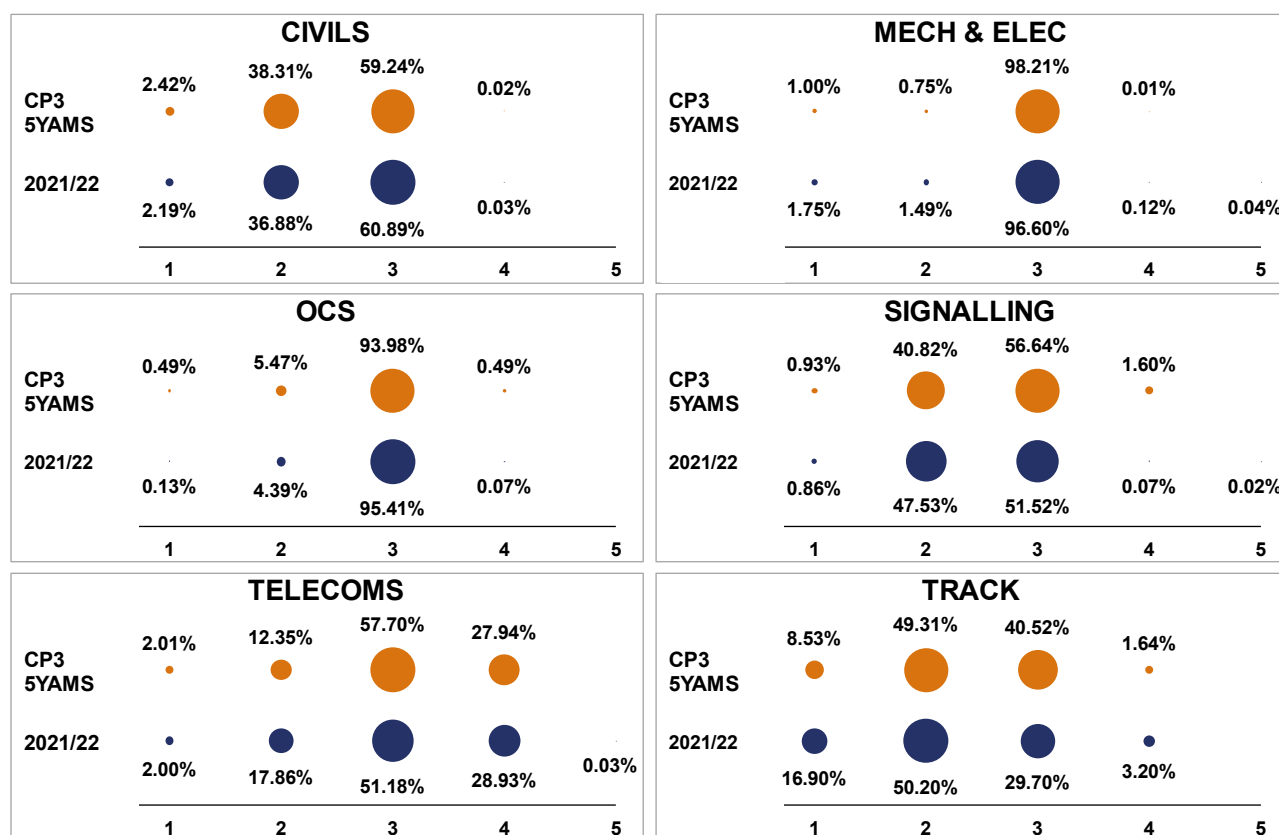 CIVILS
2.42% 38.31% 59.24% 0.02%
CP3
5YAMS
2021/22
2.19% 36.88% 60.89% 0.03%
1 2 3 4 5
MECH & ELEC
1.00% 0.75% 98.21% 0.01%
CP3
5YAMS
2021/22
1.75% 1.49% 96.60% 0.12% 0.04%
1 2 3 4 5
OCS
0.49% 5.47% 93.98% 0.49%
CP3
5YAMS
2021/22
0.13% 4.39% 95.41% 0.07%
1 2 3 4 5
SIGNALLING
0.93% 40.82% 56.64% 1.60%
CP3
5YAMS
2021/22
0.86% 47.53% 51.52% 0.07% 0.02%
1 2 3 4 5
TELECOMS
2.01% 12.35% 57.70% 27.94%
CP3
5YAMS
2021/22
2.00% 17.86% 51.18% 28.93% 0.03%
1 2 3 4 5
TRACK
8.53% 49.31% 40.52% 1.64%
CP3
5YAMS
2021/22
16.90% 50.20% 29.70% 3.20%
1 2 3 4 5